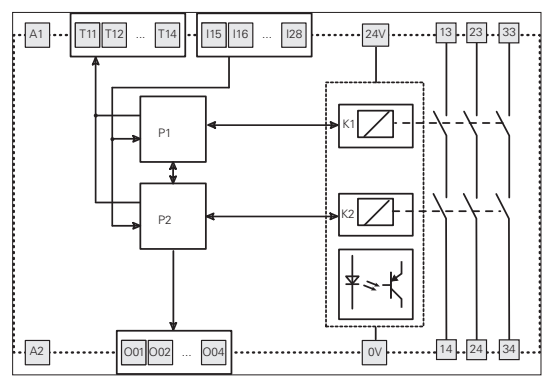 A1 T11 T12 ... T14 I15 I16 ... I28 24V 13 23 33
P1 K1
P2 K2
A2 O01 O02 ... O04 0V 14 24 34